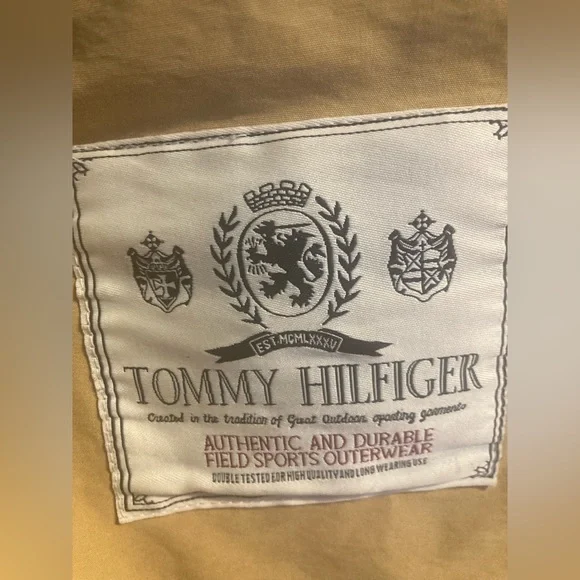 EST. MCMLXXXV
TOMMY HILFIGER
Created in the tradition of Great Outdoor sporting garments
AUTHENTIC AND DURABLE
FIELD SPORTS OUTERWEAR
DOUBLE TESTED FOR HIGH QUALITY AND LONG WEARING USE